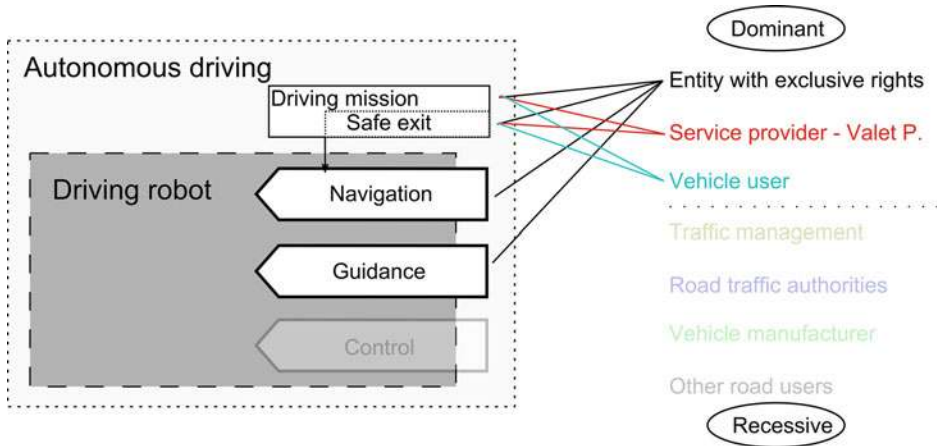 Dominant
Autonomous driving
Driving mission
Safe exit
Entity with exclusive rights
Service provider - Valet P.
Driving robot
Navigation
Vehicle user
Traffic management
Guidance
Road traffic authorities
Control
Vehicle manufacturer
Other road users
Recessive